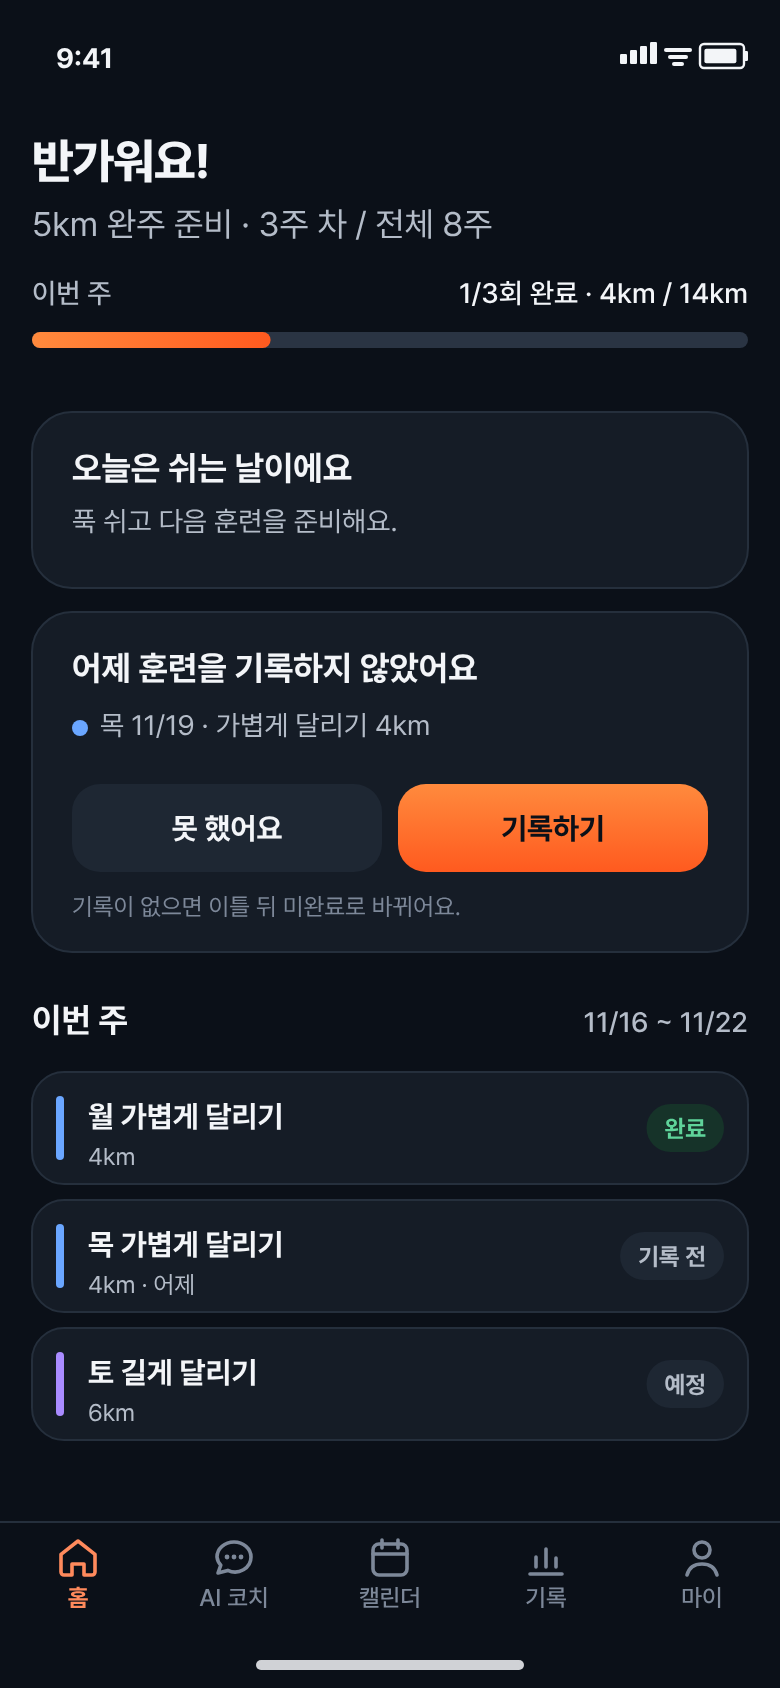 9:41
반가워요!
5km 완주 준비 · 3주 차 / 전체 8주
이번 주
1/3회 완료 · 4km / 14km
오늘은 쉬는 날이에요
푹 쉬고 다음 훈련을 준비해요.
어제 훈련을 기록하지 않았어요
목 11/19 · 가볍게 달리기 4km
못 했어요
기록하기
기록이 없으면 이틀 뒤 미완료로 바뀌어요.
이번 주
11/16 ~ 11/22
월 가볍게 달리기
완료
4km
목 가볍게 달리기
기록 전
4km · 어제
토 길게 달리기
예정
6km
홈
AI 코치
캘린더
기록
마이